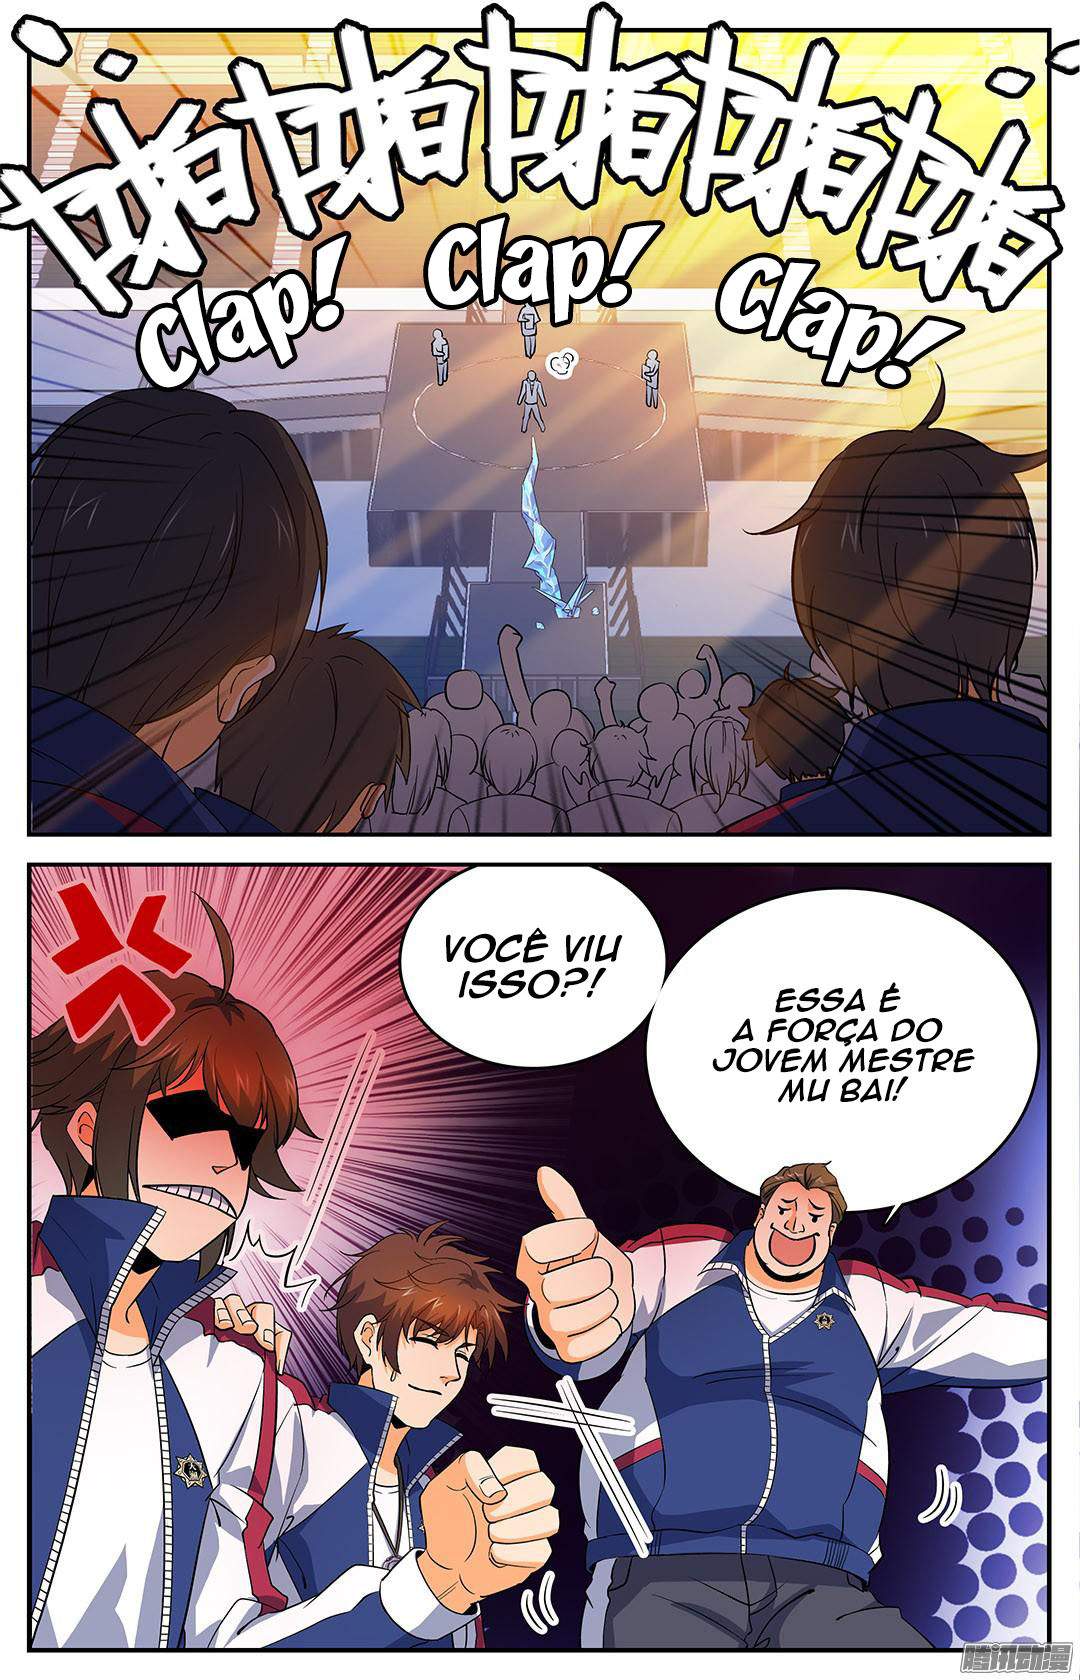 啪啪啪啪啪
Clap!
Clap!
Clap!
VOCÊ VIU
ISSO?!
ESSA É
A FORÇA DO
JOVEM MESTRE
MU BAI!
腾讯动漫